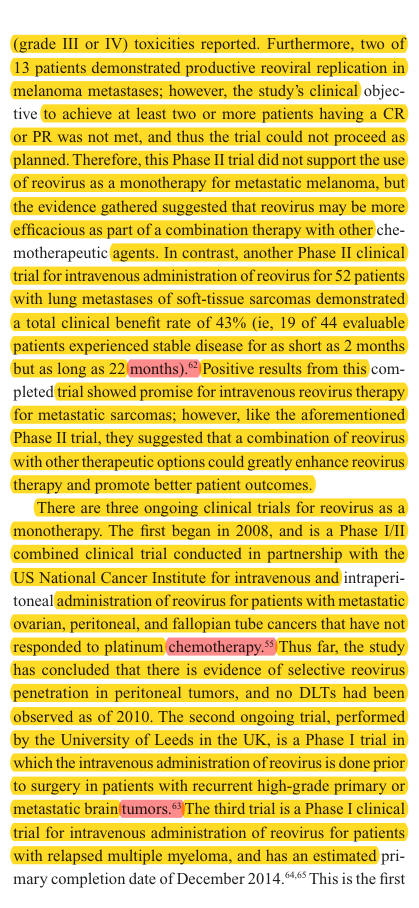 (grade III or IV) toxicities reported. Furthermore, two of
13 patients demonstrated productive reoviral replication in
melanoma metastases; however, the study's clinical objec-
tive to achieve at least two or more patients having a CR
or PR was not met, and thus the trial could not proceed as
planned. Therefore, this Phase II trial did not support the use
of reovirus as a monotherapy for metastatic melanoma, but
the evidence gathered suggested that reovirus may be more
efficacious as part of a combination therapy with other che-
motherapeutic agents. In contrast, another Phase II clinical
trial for intravenous administration of reovirus for 52 patients
with lung metastases of soft-tissue sarcomas demonstrated
a total clinical benefit rate of 43% (ie, 19 of 44 evaluable
patients experienced stable disease for as short as 2 months
but as long as 22 months).62 Positive results from this com-
pleted trial showed promise for intravenous reovirus therapy
for metastatic sarcomas; however, like the aforementioned
Phase II trial, they suggested that a combination of reovirus
with other therapeutic options could greatly enhance reovirus
therapy and promote better patient outcomes.
There are three ongoing clinical trials for reovirus as a
monotherapy. The first began in 2008, and is a Phase I/II
combined clinical trial conducted in partnership with the
US National Cancer Institute for intravenous and intraperi-
toneal administration of reovirus for patients with metastatic
ovarian, peritoneal, and fallopian tube cancers that have not
responded to platinum chemotherapy.55 Thus far, the study
has concluded that there is evidence of selective reovirus
penetration in peritoneal tumors, and no DLTs had been
observed as of 2010. The second ongoing trial, performed
by the University of Leeds in the UK, is a Phase I trial in
which the intravenous administration of reovirus is done prior
to surgery in patients with recurrent high-grade primary or
metastatic brain tumors.63 The third trial is a Phase I clinical
trial for intravenous administration of reovirus for patients
with relapsed multiple myeloma, and has an estimated pri-
mary completion date of December 2014.64,65 This is the first